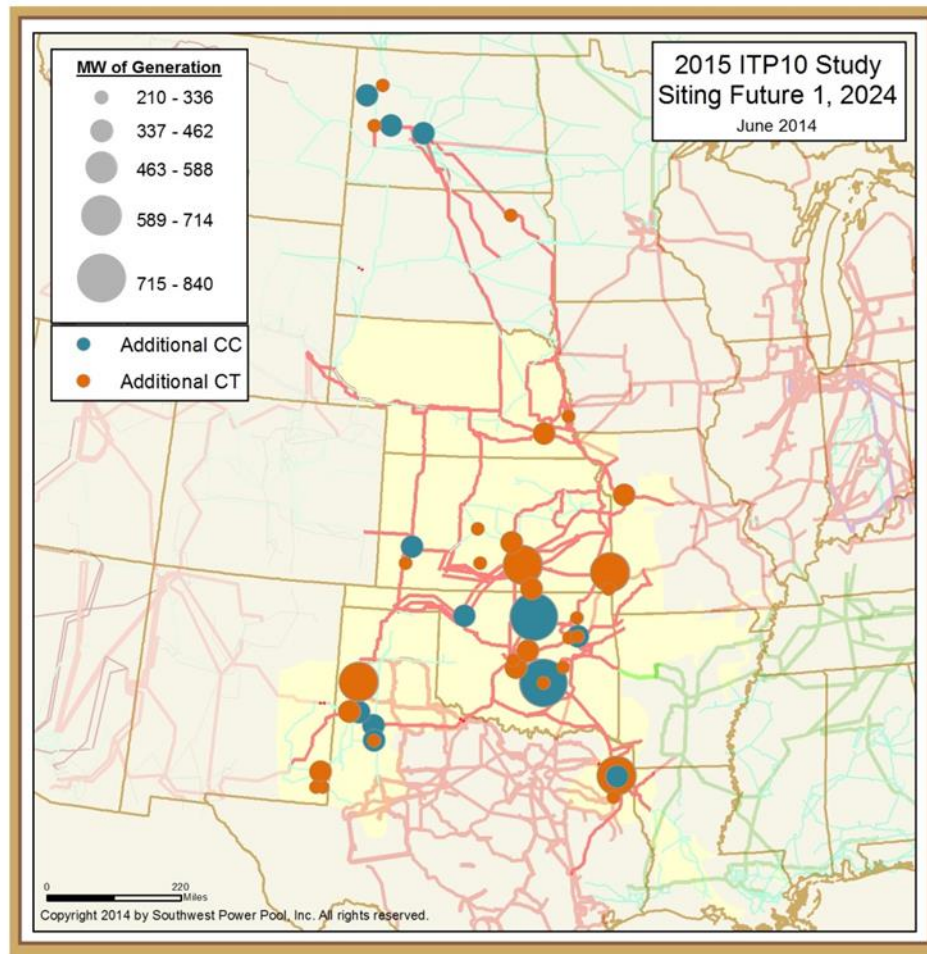 MW of Generation
210 - 336
337 - 462
463 - 588
589 - 714
715 - 840
Additional CC
Additional CT
2015 ITP10 Study
Siting Future 1, 2024
June 2014
0
220
Miles
Copyright 2014 by Southwest Power Pool, Inc. All rights reserved.